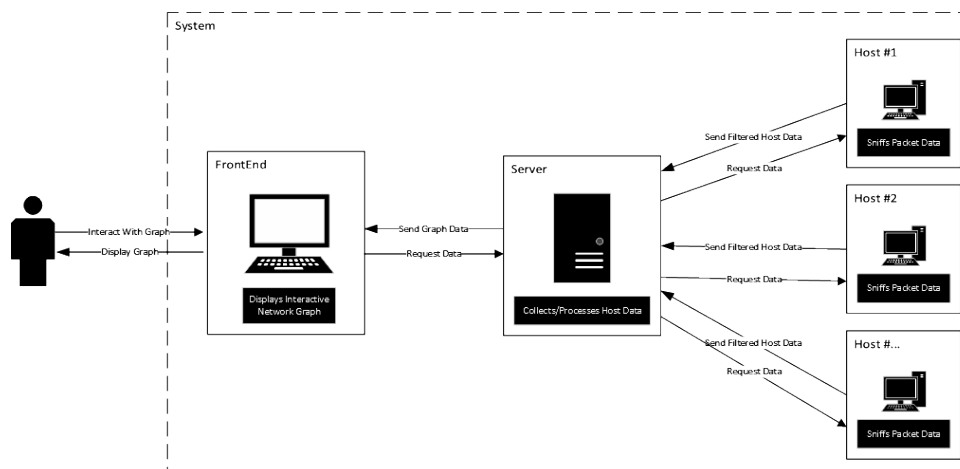 System
Host #1
Sniffs Packet Data
Send Filtered Host Data
Request Data
FrontEnd
Server
Host #2
Interact With Graph
Display Graph
Send Graph Data
Request Data
Send Filtered Host Data
Request Data
Sniffs Packet Data
Displays Interactive
Network Graph
Collects/Processes Host Data
Host #...
Send Filtered Host Data
Request Data
Sniffs Packet Data